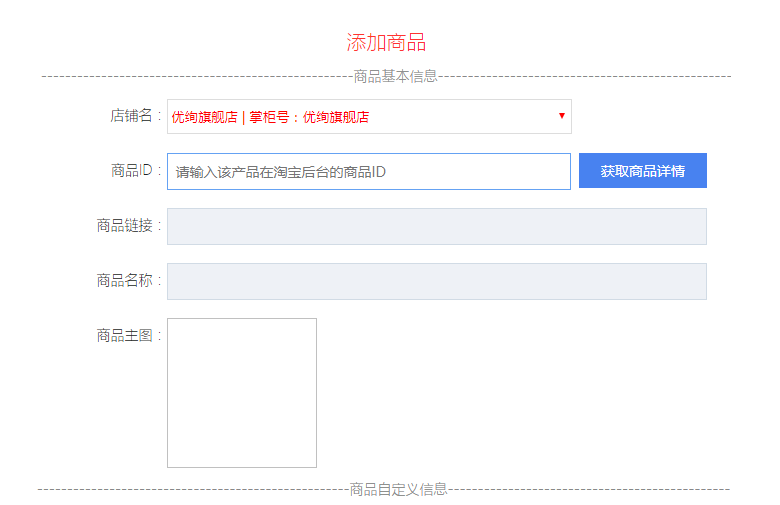 添加商品
商品基本信息
店铺名： 优绚旗舰店 | 掌柜号：优绚旗舰店
商品ID： 请输入该产品在淘宝后台的商品ID 获取商品详情
商品链接：
商品名称：
商品主图：
商品自定义信息